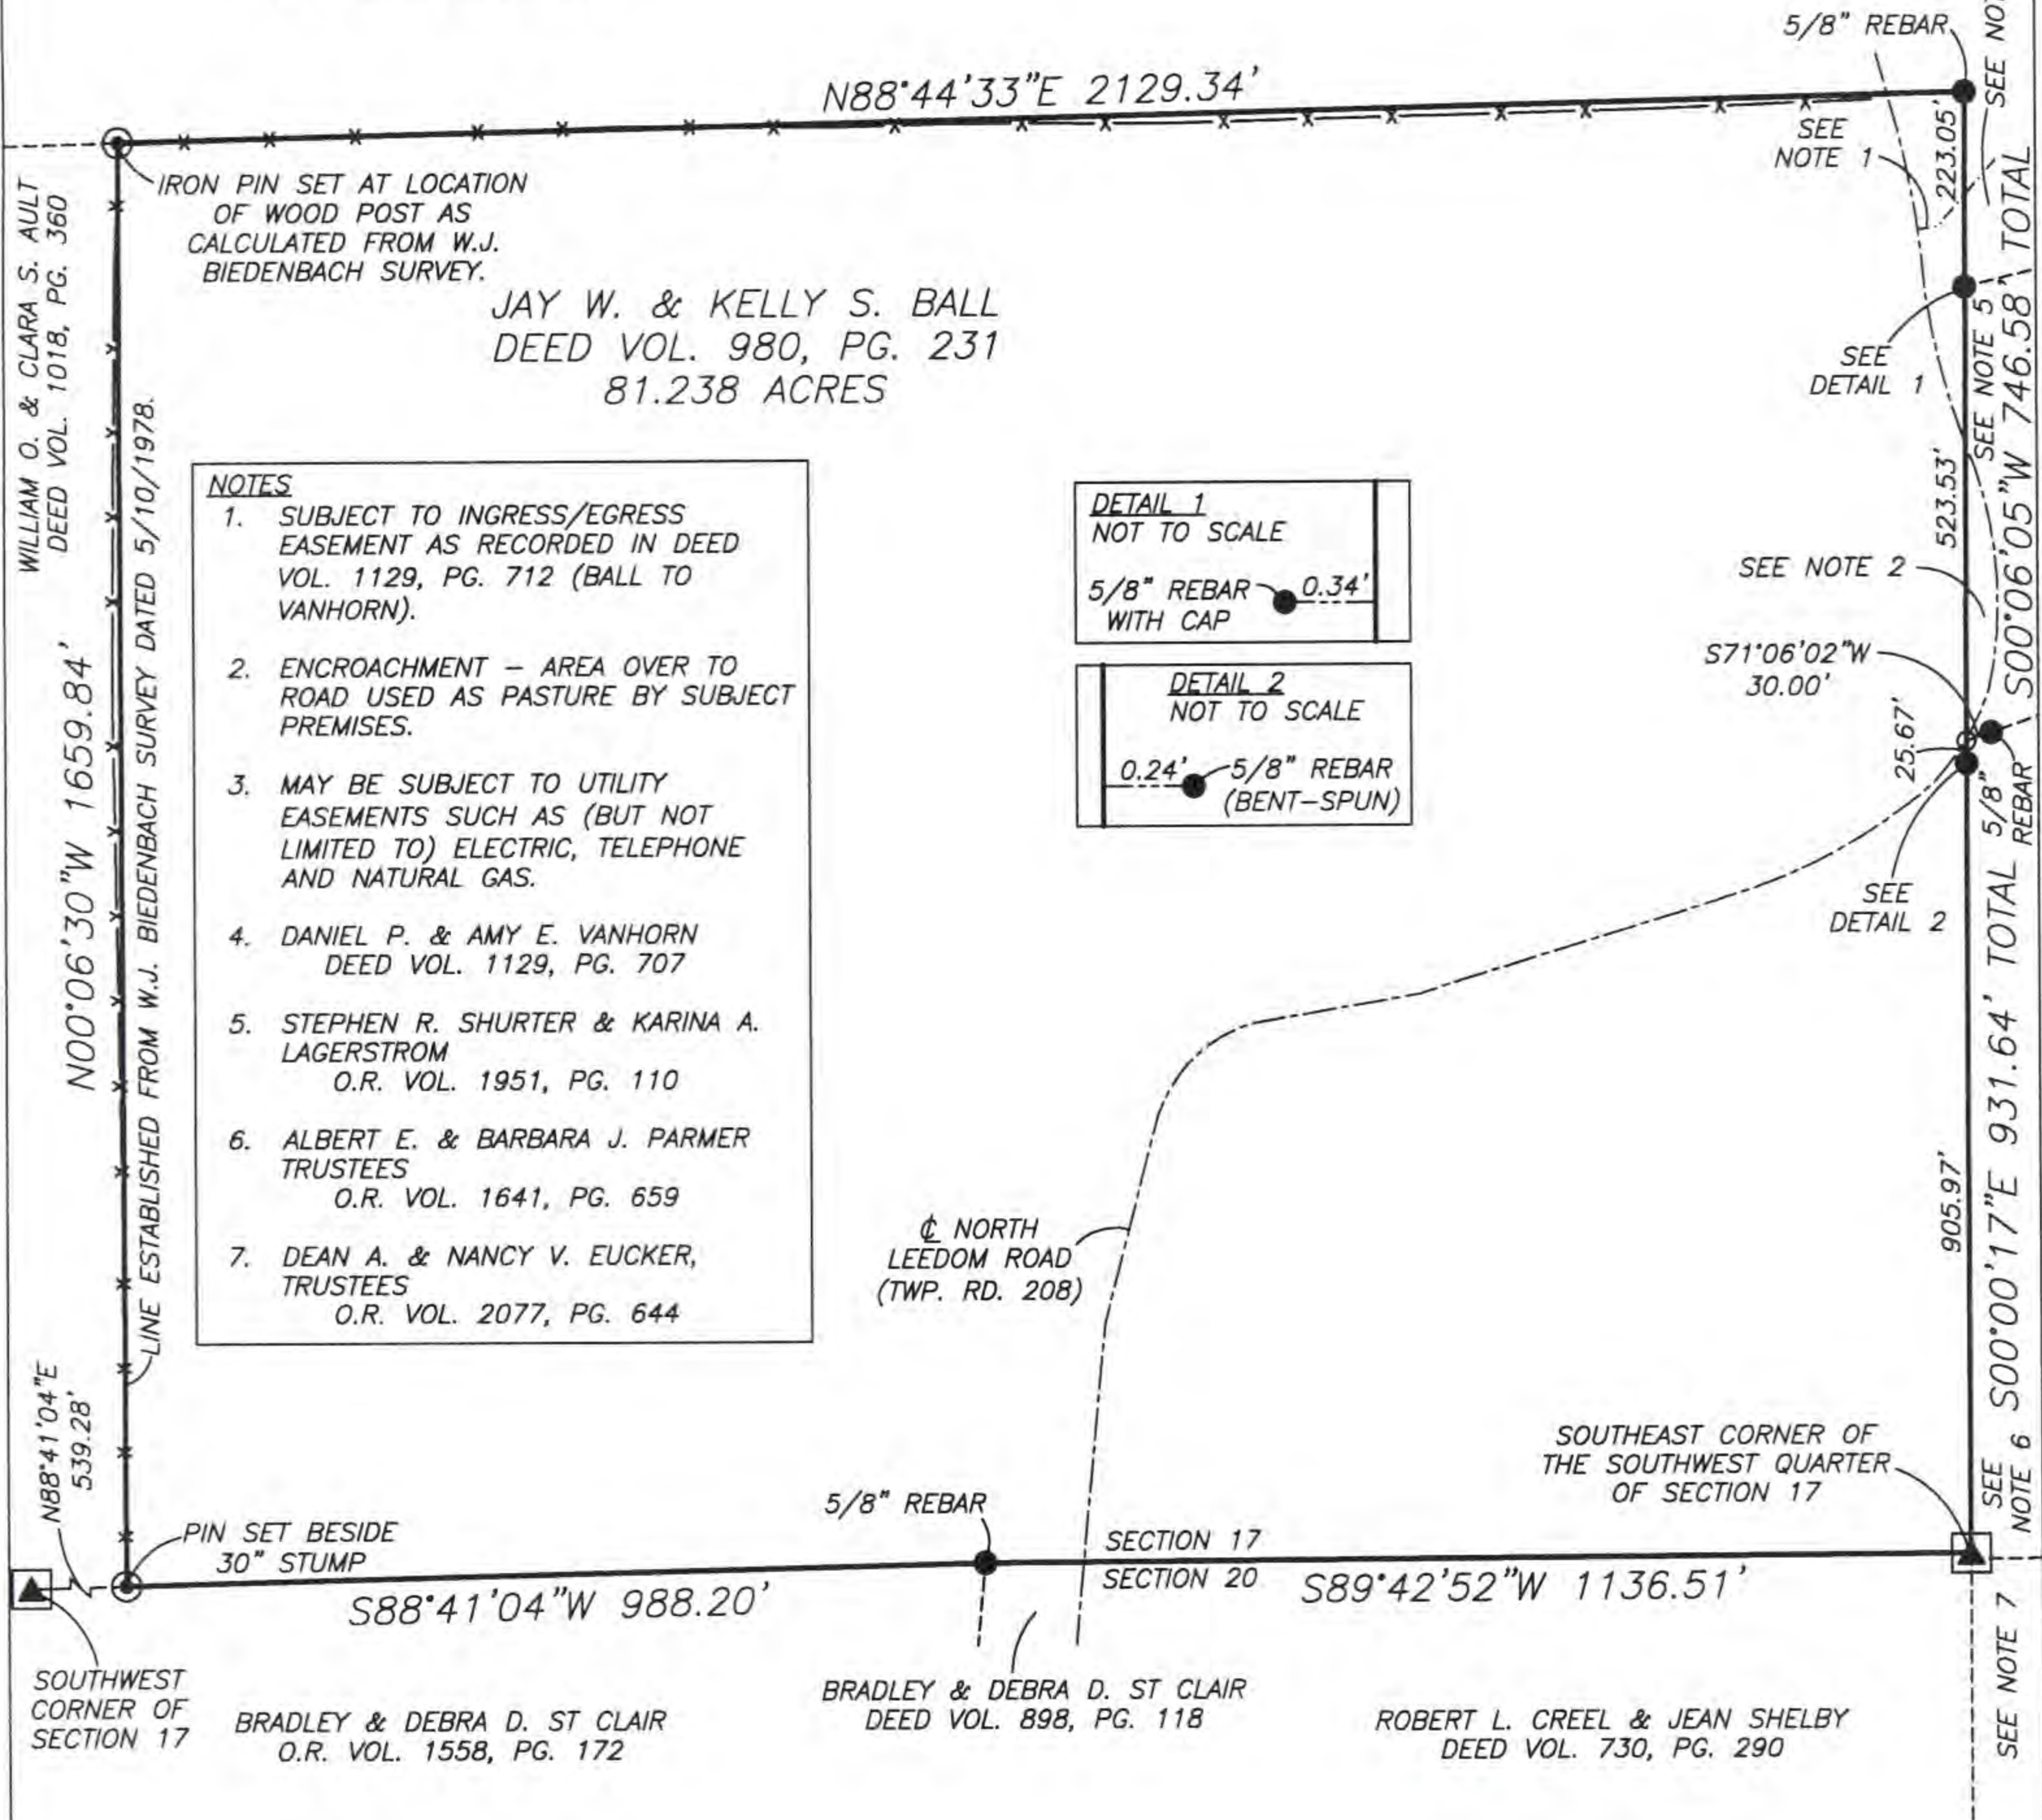 5/8" REBAR
SEE NOT
N88°44'33"E 2129.34'
SEE
NOTE 1
223.05'
IRON PIN SET AT LOCATION
OF WOOD POST AS
CALCULATED FROM W.J.
BIEDENBACH SURVEY.
WILLIAM O. & CLARA S. AULT
DEED VOL. 1018, PG. 360
JAY W. & KELLY S. BALL
DEED VOL. 980, PG. 231
81.238 ACRES
SEE
DETAIL 1
SEE NOTE 5
S00°06'05"W 746.58' TOTAL
523.53'
N00°06'30"W 1659.84'
LINE ESTABLISHED FROM W.J. BIEDENBACH SURVEY DATED 5/10/1978.
NOTES
1. SUBJECT TO INGRESS/EGRESS
EASEMENT AS RECORDED IN DEED
VOL. 1129, PG. 712 (BALL TO
VANHORN).
2. ENCROACHMENT – AREA OVER TO
ROAD USED AS PASTURE BY SUBJECT
PREMISES.
3. MAY BE SUBJECT TO UTILITY
EASEMENTS SUCH AS (BUT NOT
LIMITED TO) ELECTRIC, TELEPHONE
AND NATURAL GAS.
4. DANIEL P. & AMY E. VANHORN
DEED VOL. 1129, PG. 707
5. STEPHEN R. SHURTER & KARINA A.
LAGERSTROM
O.R. VOL. 1951, PG. 110
6. ALBERT E. & BARBARA J. PARMER
TRUSTEES
O.R. VOL. 1641, PG. 659
7. DEAN A. & NANCY V. EUCKER,
TRUSTEES
O.R. VOL. 2077, PG. 644
DETAIL 1
NOT TO SCALE
5/8" REBAR
WITH CAP
0.34'
DETAIL 2
NOT TO SCALE
0.24'
5/8" REBAR
(BENT-SPUN)
SEE NOTE 2
S71°06'02"W
30.00'
25.67'
5/8"
REBAR
SEE
DETAIL 2
S00°00'17"E 931.64' TOTAL
905.97'
℄ NORTH
LEEDOM ROAD
(TWP. RD. 208)
N88°41'04"E
539.28'
PIN SET BESIDE
30" STUMP
5/8" REBAR
SECTION 17
SECTION 20
SOUTHEAST CORNER OF
THE SOUTHWEST QUARTER
OF SECTION 17
SEE
NOTE 6
S88°41'04"W 988.20'
S89°42'52"W 1136.51'
SEE NOTE 7
SOUTHWEST
CORNER OF
SECTION 17
BRADLEY & DEBRA D. ST CLAIR
O.R. VOL. 1558, PG. 172
BRADLEY & DEBRA D. ST CLAIR
DEED VOL. 898, PG. 118
ROBERT L. CREEL & JEAN SHELBY
DEED VOL. 730, PG. 290